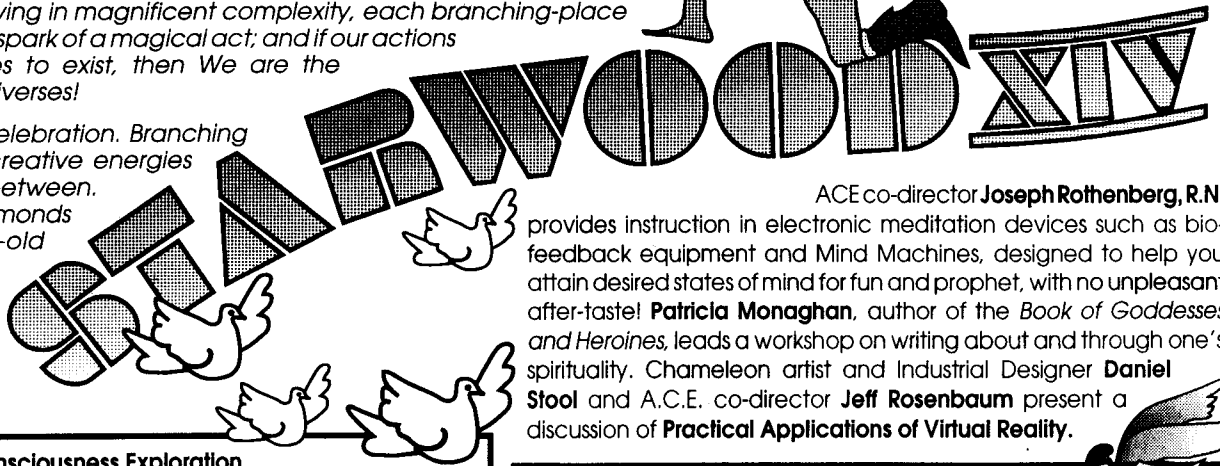 ving in magnificent complexity, each branching-place
spark of a magical act; and if our actions
es to exist, then We are the
iverses!
elebration. Branching
creative energies
etween.
monds
-old
STARWOOD XIV
ACE co-director Joseph Rothenberg, R.N
provides instruction in electronic meditation devices such as bio-
feedback equipment and Mind Machines, designed to help you
attain desired states of mind for fun and prophet, with no unpleasant
after-taste! Patricia Monaghan, author of the Book of Goddesses
and Heroines, leads a workshop on writing about and through one's
spirituality. Chameleon artist and Industrial Designer Daniel
Stool and A.C.E. co-director Jeff Rosenbaum present a
discussion of Practical Applications of Virtual Reality.
nsciousness Exploration